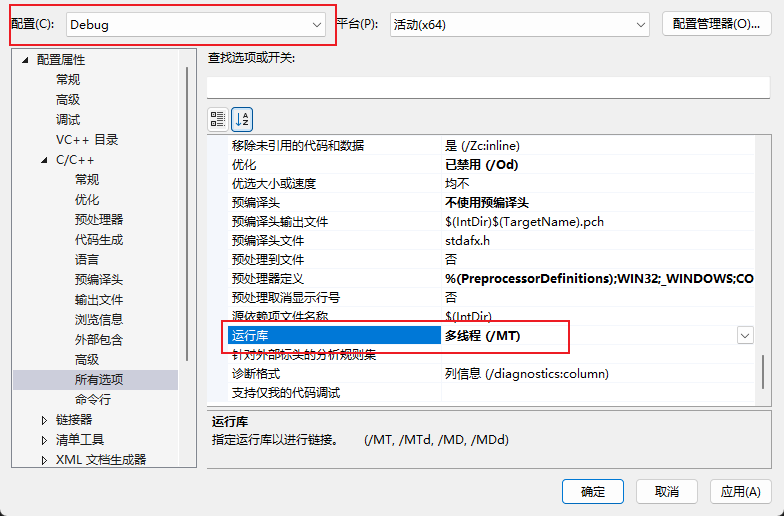 配置(C): Debug 平台(P): 活动(x64) 配置管理器(O)...
配置属性
常规
高级
调试
VC++ 目录
C/C++
常规
优化
预处理器
代码生成
语言
预编译头
输出文件
浏览信息
外部包含
高级
所有选项
命令行
链接器
清单工具
XML 文档生成器
查找选项或开关:
移除未引用的代码和数据 是 (/Zc:inline)
优化 已禁用 (/Od)
优选大小或速度 均不
预编译头 不使用预编译头
预编译头输出文件 $(IntDir)$(TargetName).pch
预编译头文件 stdafx.h
预处理到文件 否
预处理器定义 %(PreprocessorDefinitions);WIN32;_WINDOWS;CO
预处理取消显示行号 否
源依赖项文件名称 $(IntDir)
运行库 多线程 (/MT)
针对外部标头的分析规则集
诊断格式 列信息 (/diagnostics:column)
支持仅我的代码调试
运行库
指定运行库以进行链接。 (/MT, /MTd, /MD, /MDd)
确定 取消 应用(A)